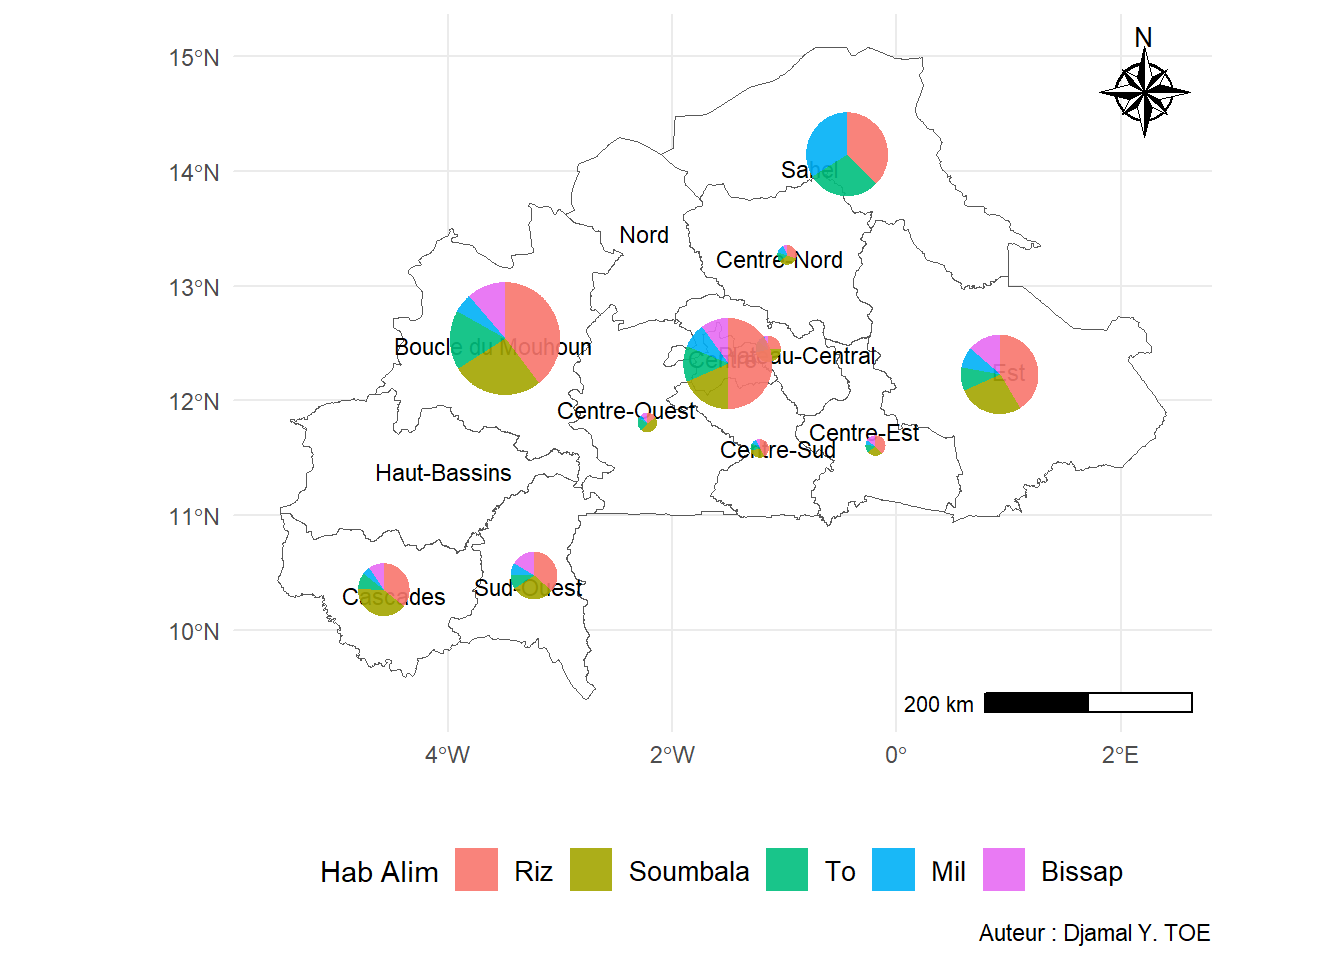 N
15°N
14°N
13°N
12°N
11°N
10°N
Sahel
Nord
Centre-Nord
Boucle du Mouhoun
Centre
Plateau-Central
Est
Centre-Ouest
Centre-Est
Centre-Sud
Haut-Bassins
Cascades
Sud-Ouest
200 km
4°W 2°W 0° 2°E
Hab Alim Riz Soumbala To Mil Bissap
Auteur : Djamal Y. TOE